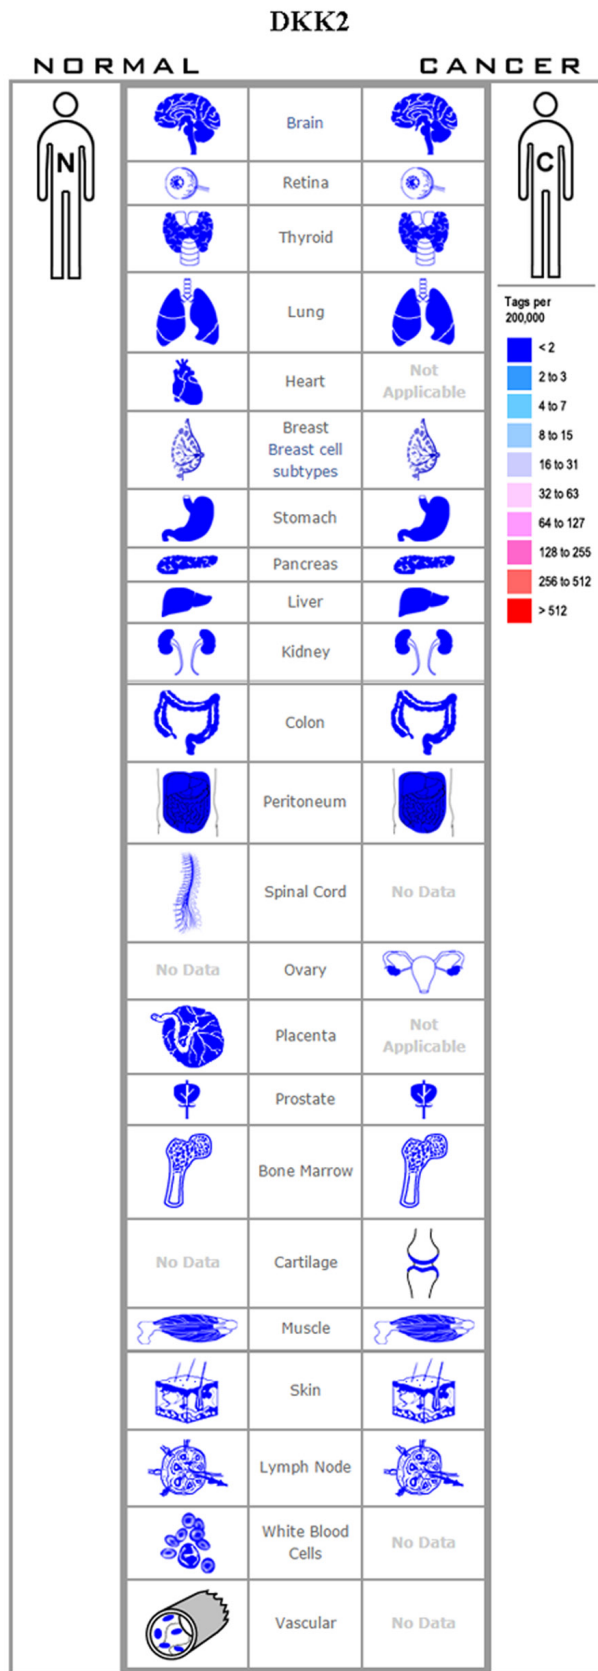 DKK2
NORMAL CANCER
N
C
Brain
Retina
Thyroid
Lung
Tags per
200,000
< 2
2 to 3
4 to 7
8 to 15
16 to 31
32 to 63
64 to 127
128 to 255
256 to 512
> 512
Heart
Not
Applicable
Breast
Breast cell
subtypes
Stomach
Pancreas
Liver
Kidney
Colon
Peritoneum
Spinal Cord No Data
No Data Ovary
Placenta
Not
Applicable
Prostate
Bone Marrow
No Data Cartilage
Muscle
Skin
Lymph Node
White Blood
Cells
No Data
Vascular No Data